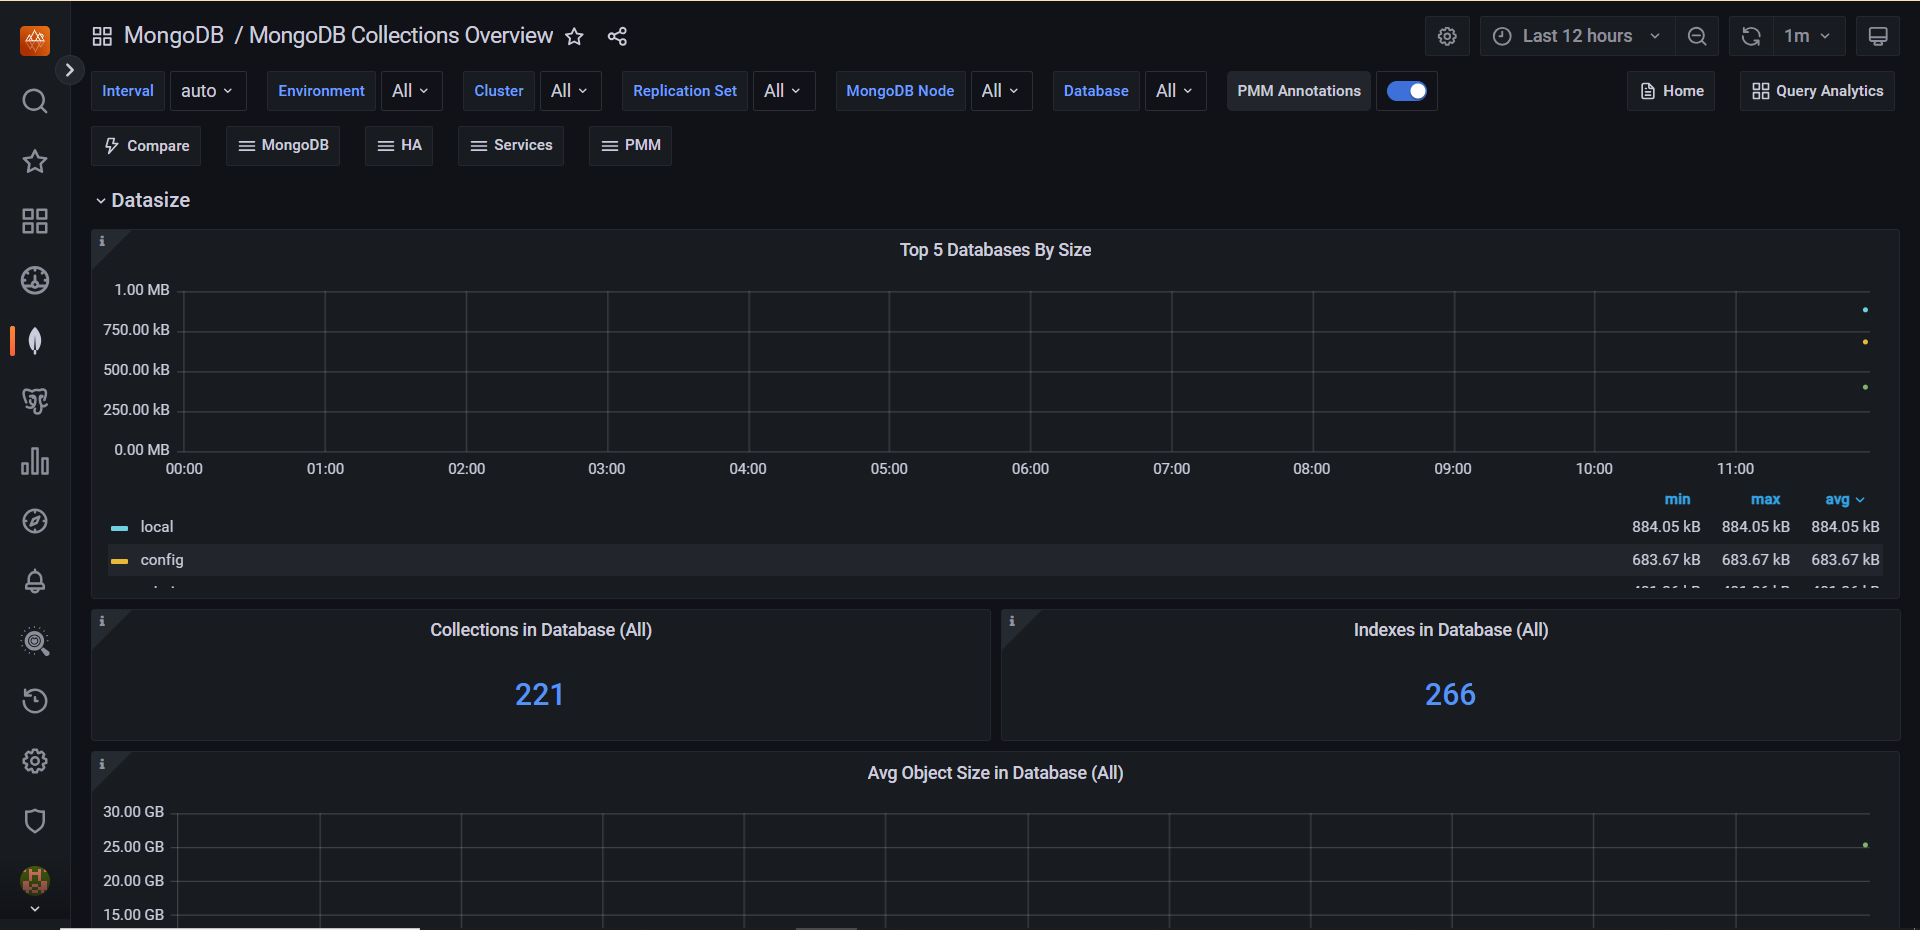 MongoDB / MongoDB Collections Overview
Last 12 hours
1m
Interval auto Environment All Cluster All Replication Set All MongoDB Node All Database All PMM Annotations Home Query Analytics
Compare MongoDB HA Services PMM
Datasize
Top 5 Databases By Size
1.00 MB
750.00 kB
500.00 kB
250.00 kB
0.00 MB
00:00 01:00 02:00 03:00 04:00 05:00 06:00 07:00 08:00 09:00 10:00 11:00
min max avg
local 884.05 kB 884.05 kB 884.05 kB
config 683.67 kB 683.67 kB 683.67 kB
Collections in Database (All)
221
Indexes in Database (All)
266
Avg Object Size in Database (All)
30.00 GB
25.00 GB
20.00 GB
15.00 GB